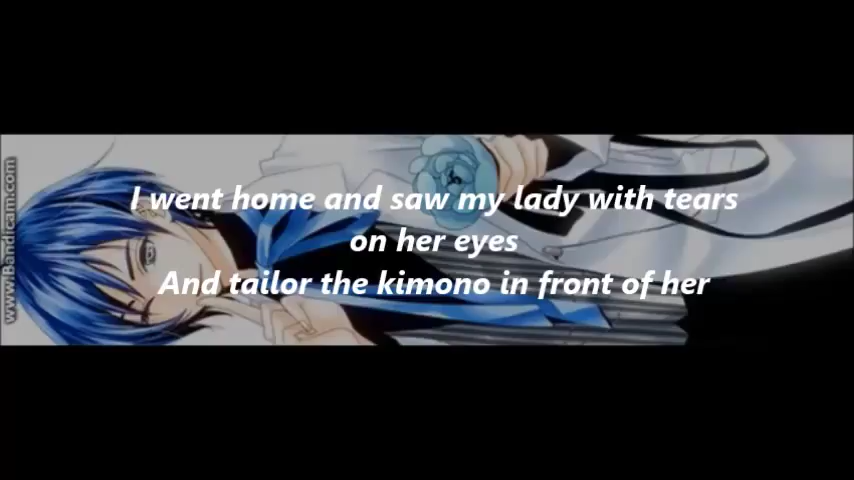 www.Bandicam.com
I went home and saw my lady with tears
on her eyes
And tailor the kimono in front of her